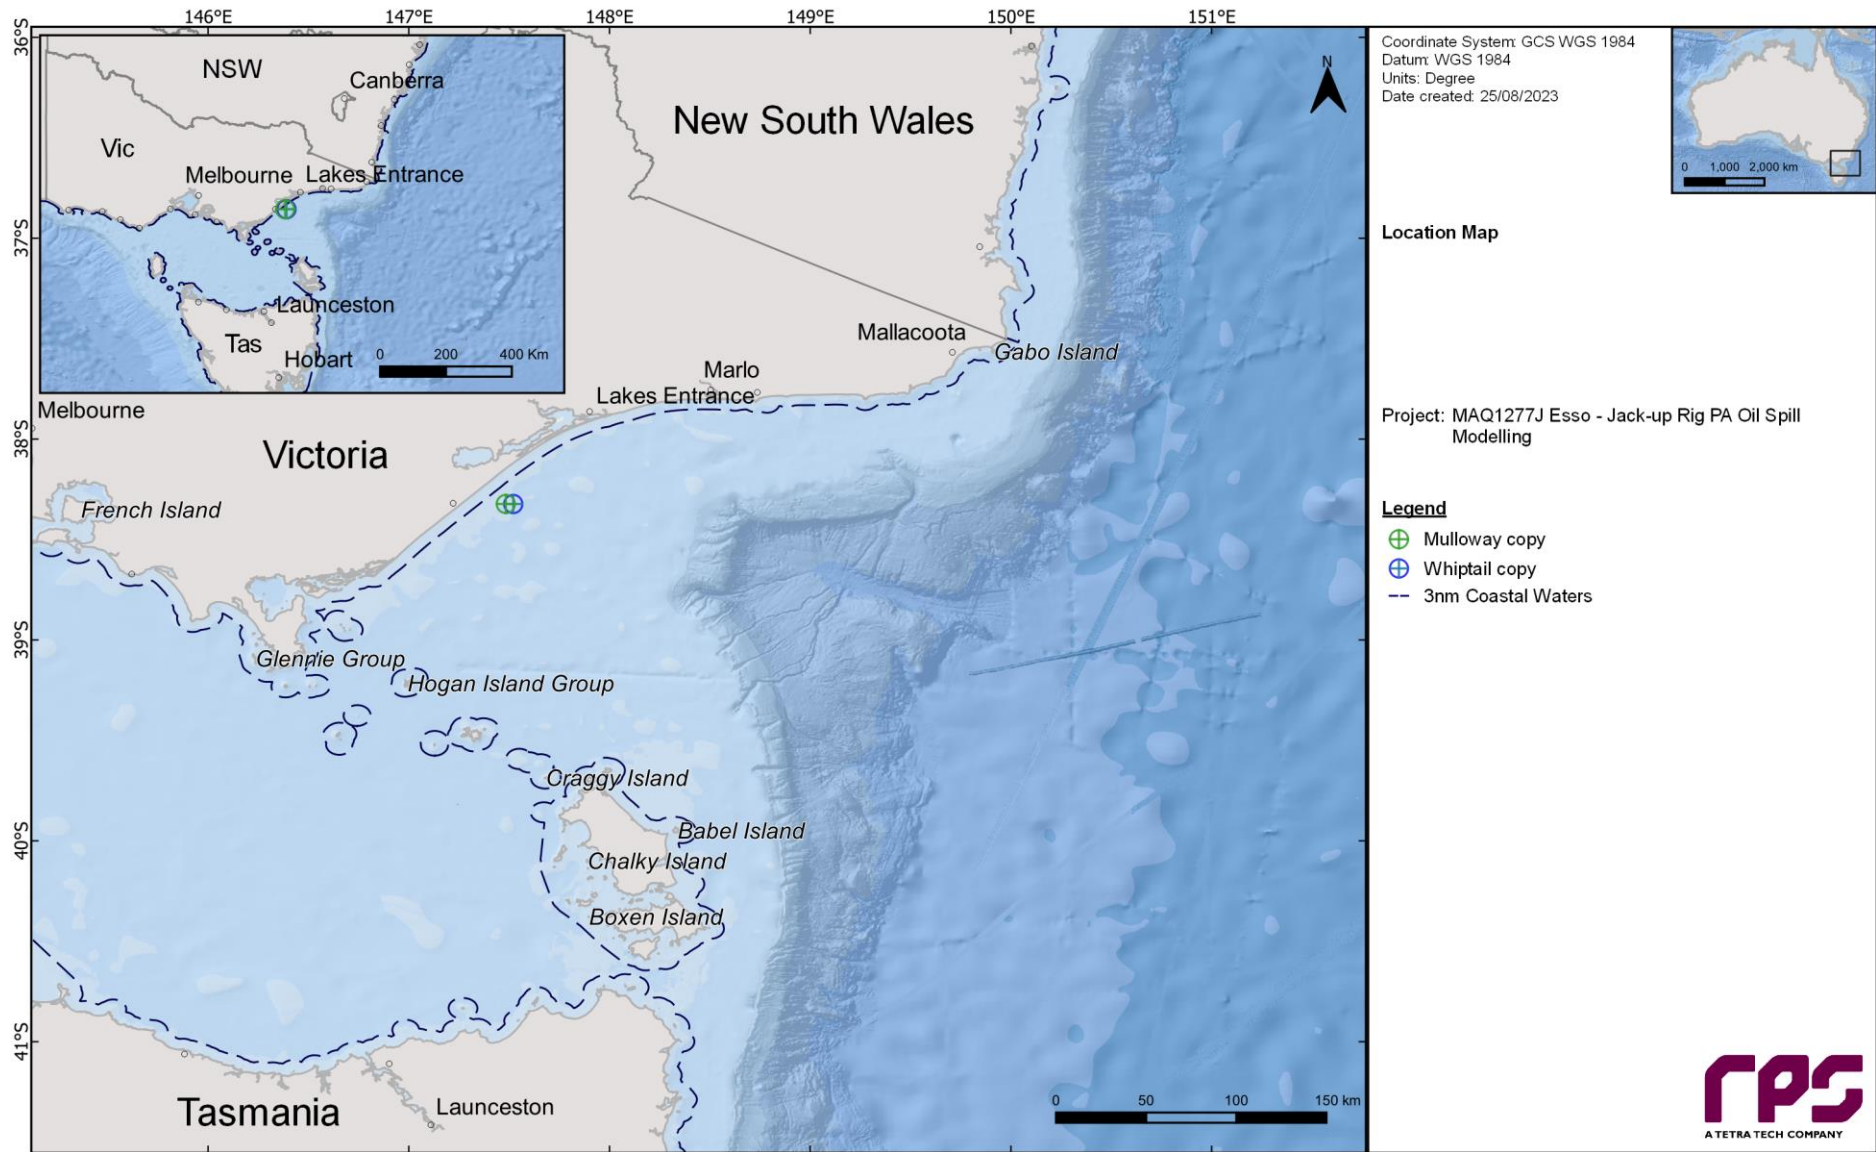 146°E 147°E 148°E 149°E 150°E 151°E
36°S
37°S
38°S
39°S
40°S
41°S
NSW
Canberra
Vic
Melbourne
Lakes Entrance
Launceston
Tas
Hobart
0 200 400 Km
New South Wales
N
Mallacoota
Gabo Island
Marlo
Lakes Entrance
Melbourne
Victoria
French Island
Glennie Group
Hogan Island Group
Craggy Island
Babel Island
Chalky Island
Boxen Island
Tasmania
Launceston
0 50 100 150 km
Coordinate System: GCS WGS 1984
Datum: WGS 1984
Units: Degree
Date created: 25/08/2023
0 1,000 2,000 km
Location Map
Project: MAQ1277J Esso - Jack-up Rig PA Oil Spill
Modelling
Legend
Mulloway copy
Whiptail copy
3nm Coastal Waters
rps
A TETRA TECH COMPANY